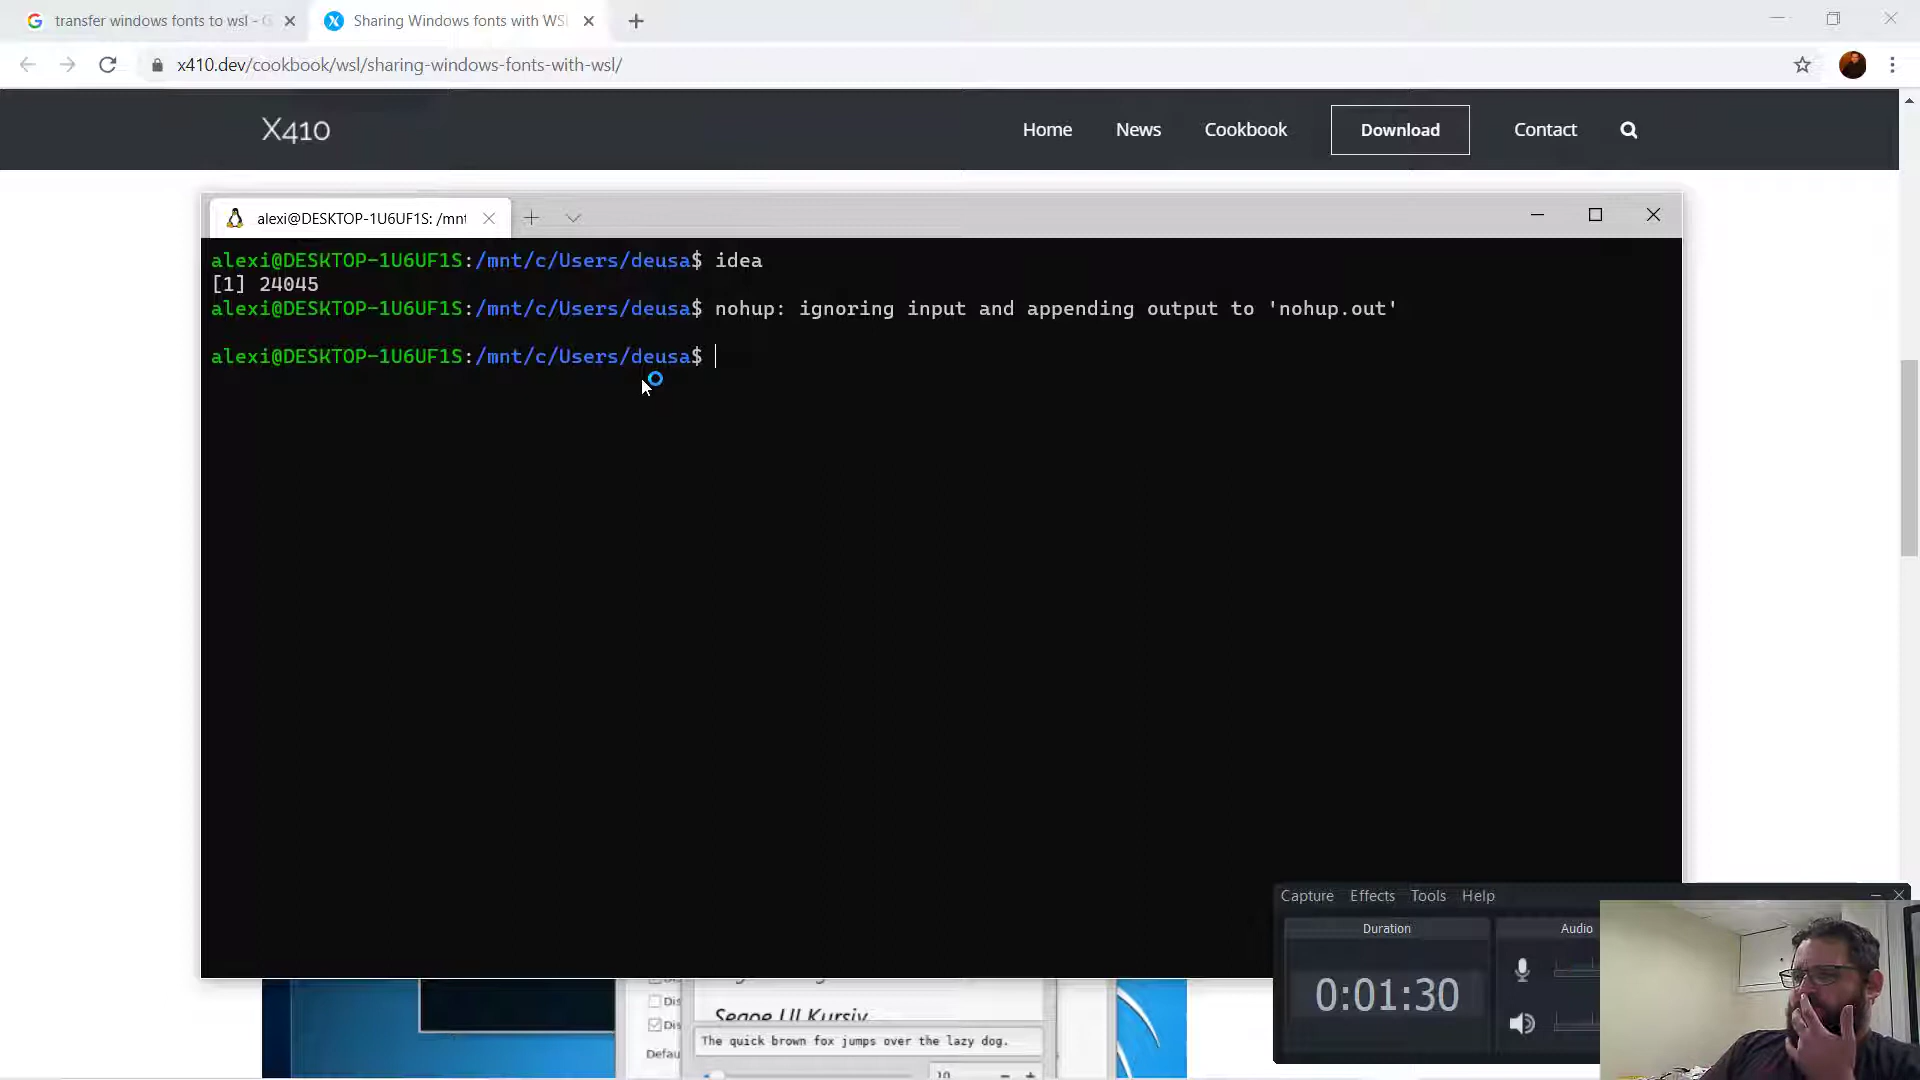 transfer windows fonts to wsl - G
Sharing Windows fonts with WSL
x410.dev/cookbook/wsl/sharing-windows-fonts-with-wsl/
X410
Home
News
Cookbook
Download
Contact
alexi@DESKTOP-1U6UF1S: /mnt
alexi@DESKTOP-1U6UF1S:/mnt/c/Users/deusa$ idea
[1] 24045
alexi@DESKTOP-1U6UF1S:/mnt/c/Users/deusa$ nohup: ignoring input and appending output to 'nohup.out'
alexi@DESKTOP-1U6UF1S:/mnt/c/Users/deusa$
Capture Effects Tools Help
Duration
Audio
0:01:30
Dis
Segoe UI Kursiv
Dis
The quick brown fox jumps over the lazy dog.
Defau
10